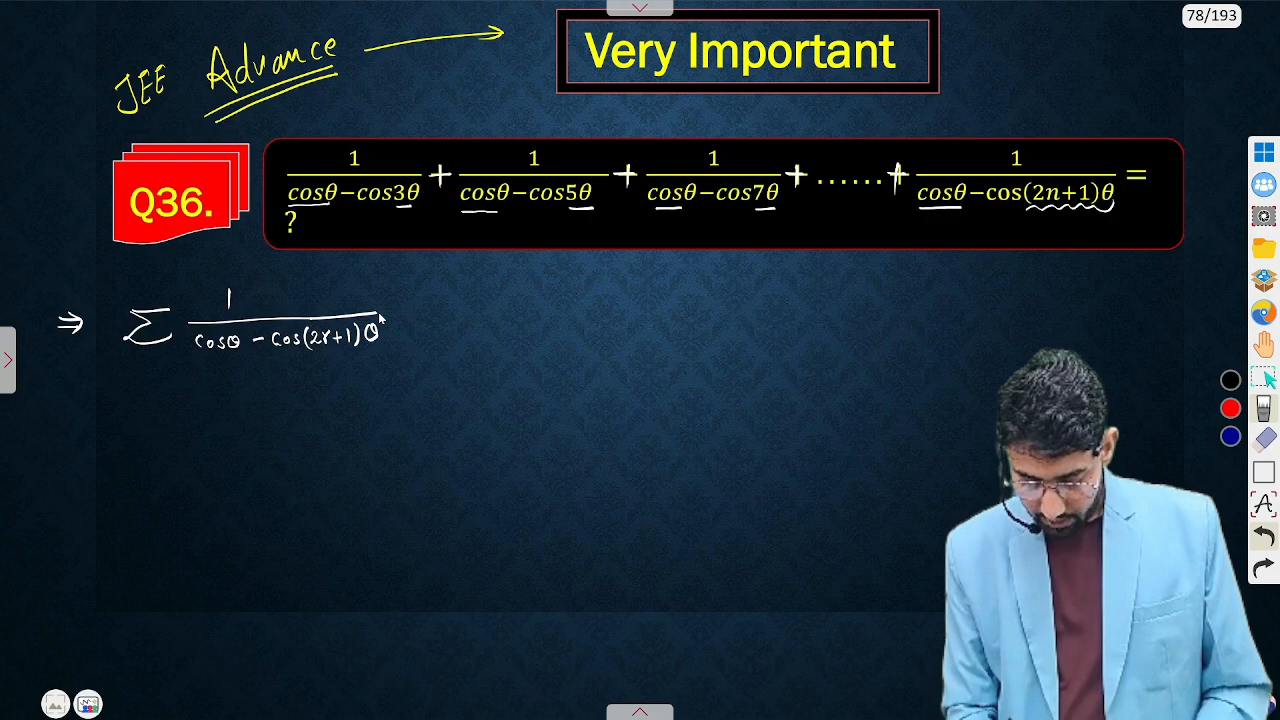 78/193
Very Important
JEE Advance
Q36.
1/(cosθ−cos3θ) + 1/(cosθ−cos5θ) + 1/(cosθ−cos7θ) + ...... + 1/(cosθ−cos(2n+1)θ) =
?
⇒ Σ 1/(cosθ − cos(2r+1)θ)